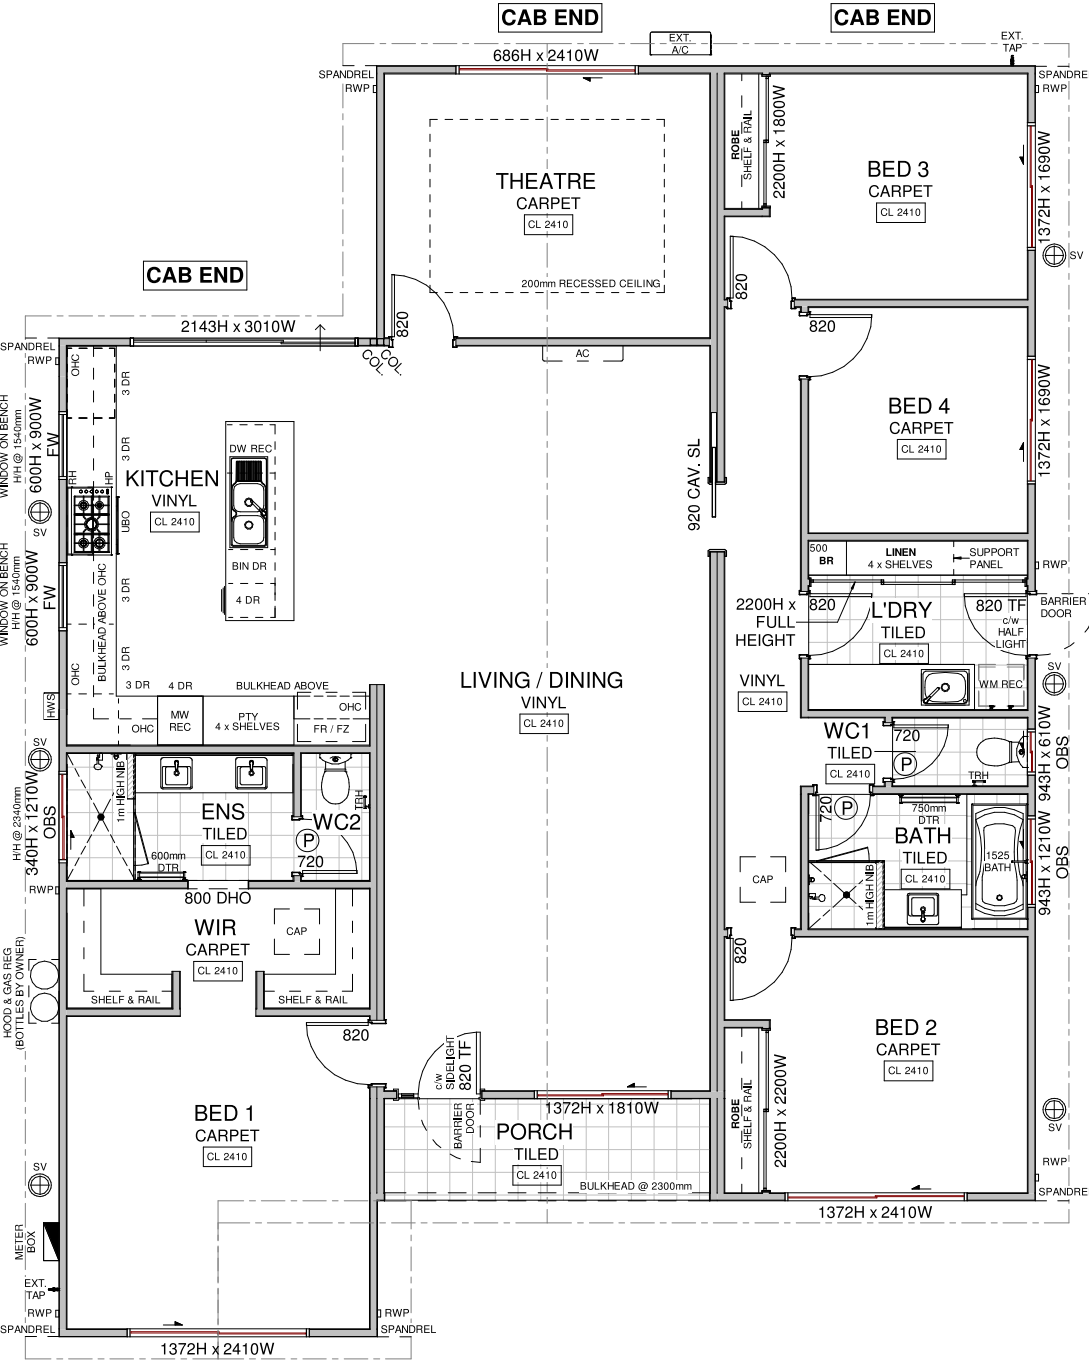 CAB END
CAB END
EXT.
A/C
EXT.
TAP
686H x 2410W
SPANDREL
RWP
SPANDRE
RWP
ROBE
SHELF & RAIL
2200H x 1800W
THEATRE
CARPET
CL 2410
200mm RECESSED CEILING
BED 3
CARPET
CL 2410
1372H x 1690W
SV
CAB END
820
820
820
2143H x 3010W
SPANDREL
RWP
COL.
COL.
AC
OHC
3 DR
3 DR
WINDOW ON BENCH
H/H @ 1540mm
600H x 900W
FW
RH
HP
UBO
KITCHEN
VINYL
CL 2410
DW REC
BIN DR
4 DR
SV
BED 4
CARPET
CL 2410
1372H x 1690W
920 CAV. SL
WINDOW ON BENCH
H/H @ 1540mm
600H x 900W
FW
BULKHEAD ABOVE OHC
3 DR
3 DR
OHC
500
BR
LINEN
4 x SHELVES
SUPPORT
PANEL
RWP
2200H x
FULL
HEIGHT
820
L'DRY
TILED
CL 2410
820 TF
c/w
HALF
LIGHT
BARRIER
DOOR
SV
WM REC
HWS
3 DR
4 DR
BULKHEAD ABOVE
OHC
MW
REC
PTY
4 x SHELVES
OHC
FR / FZ
LIVING / DINING
VINYL
CL 2410
VINYL
CL 2410
WC1
TILED
CL 2410
720
P
TRH
943H x 610W
OBS
SV
H/H @ 2340mm
340H x 1210W
OBS
1m HIGH NIB
ENS
TILED
CL 2410
600mm
DTR
WC2
TRH
P
720
720
P
750mm
DTR
BATH
TILED
CL 2410
1525
BATH
1m HIGH NIB
943H x 1210W
OBS
CAP
RWP
800 DHO
WIR
CARPET
CL 2410
CAP
SHELF & RAIL
SHELF & RAIL
HOOD & GAS REG
(BOTTLES BY OWNER)
820
820
c/w
SIDELIGHT
820 TF
BED 2
CARPET
CL 2410
ROBE
SHELF & RAIL
2200H x 2200W
1372H x 1810W
BED 1
CARPET
CL 2410
BARRIER
DOOR
PORCH
TILED
CL 2410
BULKHEAD @ 2300mm
SV
SV
RWP
SPANDRE
1372H x 2410W
METER
BOX
EXT.
TAP
RWP
SPANDREL
RWP
SPANDREL
1372H x 2410W